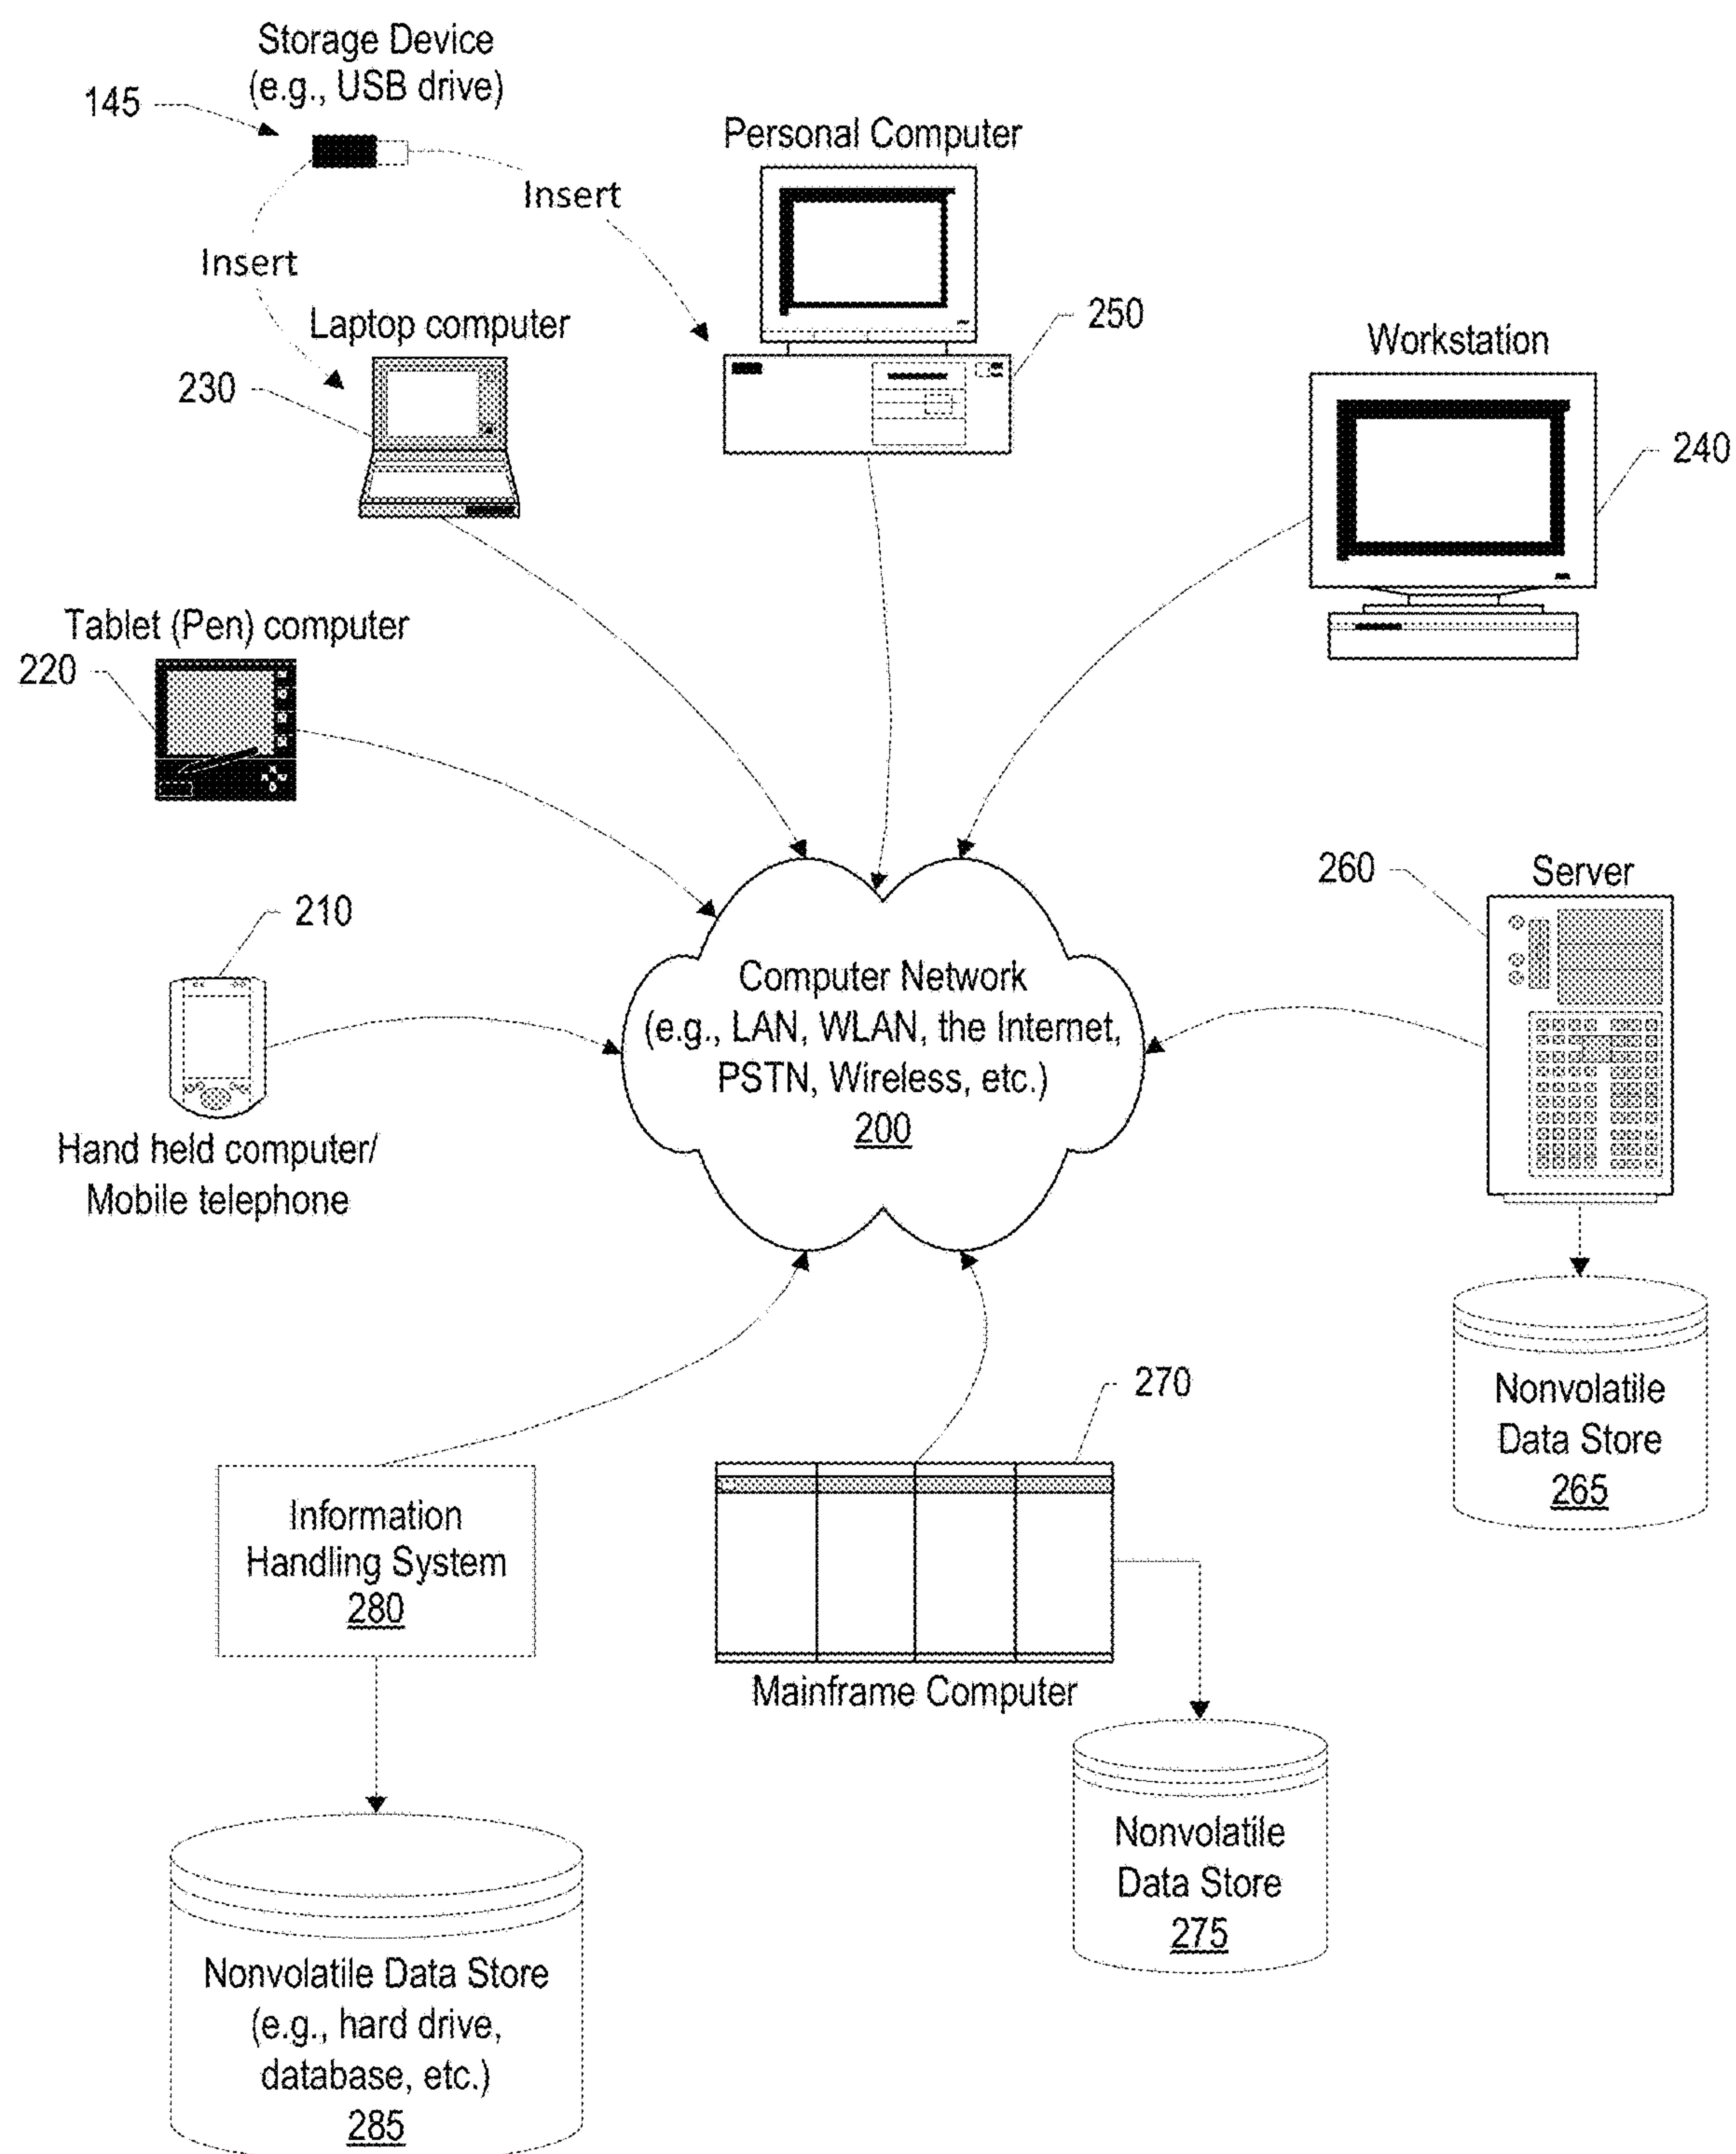 Storage Device
(e.g., USB drive)
145
Insert
Insert
Personal Computer
250
Laptop computer
230
Workstation
240
Tablet (Pen) computer
220
210
Hand held computer/
Mobile telephone
Computer Network
(e.g., LAN, WLAN, the Internet,
PSTN, Wireless, etc.)
200
260
Server
Nonvolatile
Data Store
265
270
Mainframe Computer
Information
Handling System
280
Nonvolatile
Data Store
275
Nonvolatile Data Store
(e.g., hard drive,
database, etc.)
285